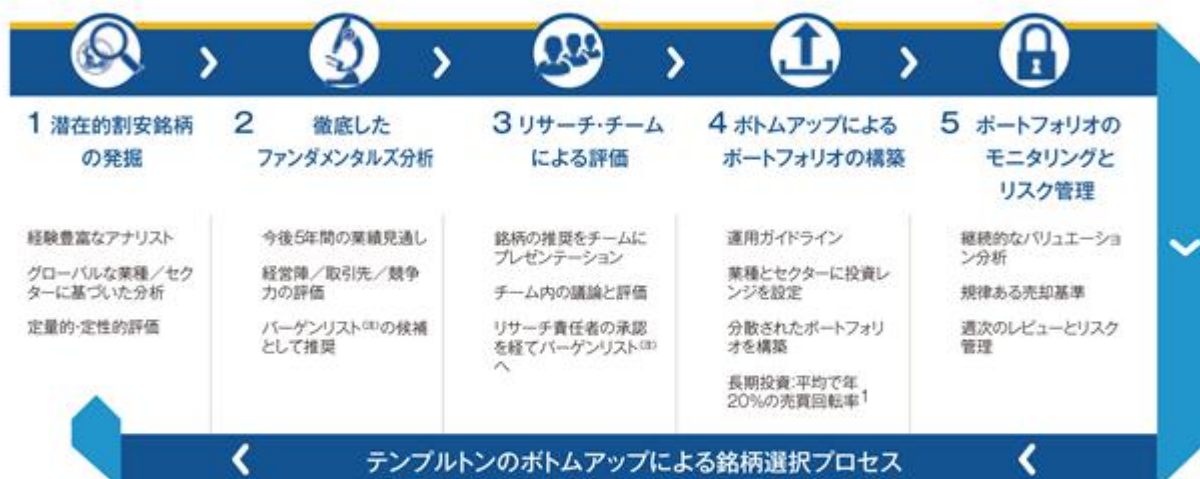 1 潜在的割安銘柄
の発掘
経験豊富なアナリスト
グローバルな業種／セク
ターに基づいた分析
定量的・定性的評価
2 徹底した
ファンダメンタルズ分析
今後5年間の業績見通し
経営陣／取引先／競争
力の評価
バーゲンリスト(注)の候補
として推奨
3 リサーチ・チーム
による評価
銘柄の推奨をチームに
プレゼンテーション
チーム内の議論と評価
リサーチ責任者の承認
を経てバーゲンリスト(注)
へ
4 ボトムアップによる
ポートフォリオの構築
運用ガイドライン
業種とセクターに投資レ
ンジを設定
分散されたポートフォリ
オを構築
長期投資:平均で年
20%の売買回転率1
5 ポートフォリオの
モニタリングと
リスク管理
継続的なバリュエーショ
ン分析
規律ある売却基準
週次のレビューとリスク
管理
テンプルトンのボトムアップによる銘柄選択プロセス